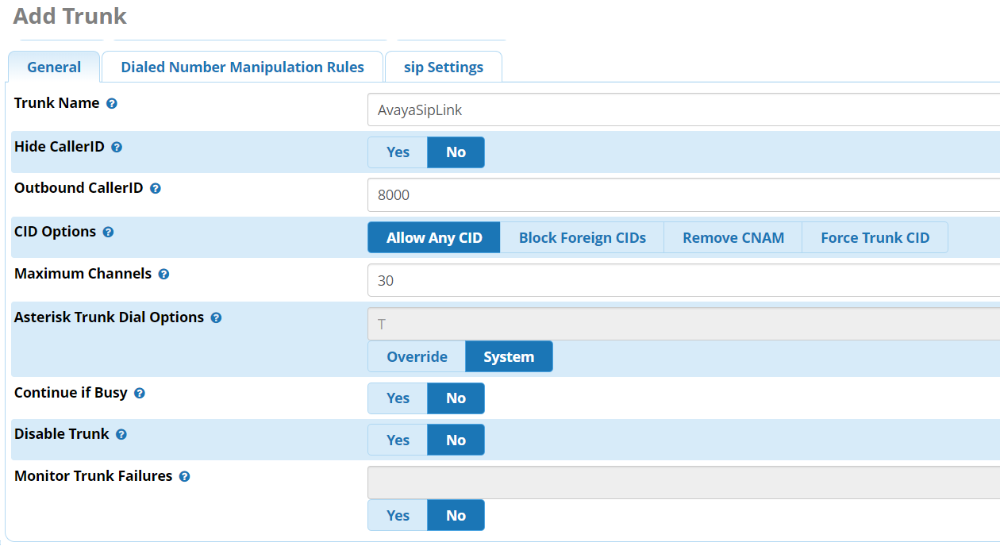 Add Trunk
General Dialed Number Manipulation Rules sip Settings
Trunk Name ? AvayaSipLink
Hide CallerID ? Yes No
Outbound CallerID ? 8000
CID Options ? Allow Any CID Block Foreign CIDs Remove CNAM Force Trunk CID
Maximum Channels ? 30
Asterisk Trunk Dial Options ? T
Override System
Continue if Busy ? Yes No
Disable Trunk ? Yes No
Monitor Trunk Failures ?
Yes No